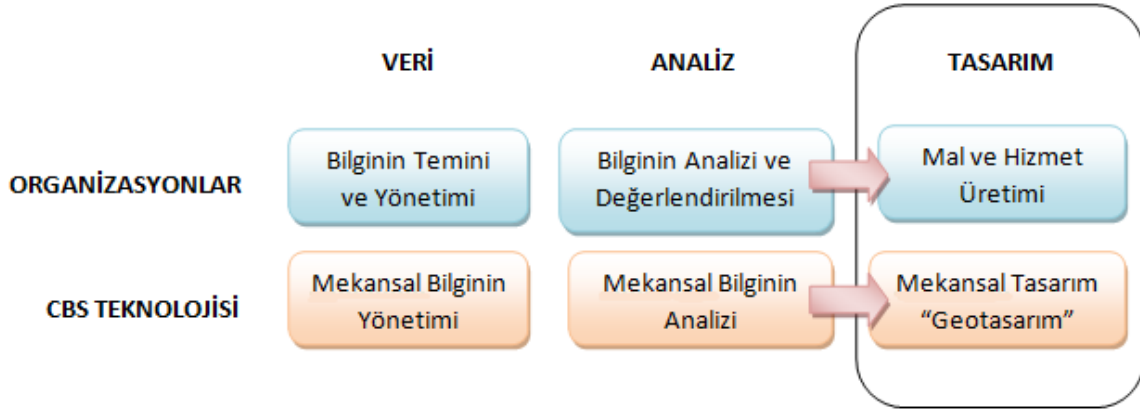 VERİ
ANALİZ
TASARIM
ORGANİZASYONLAR
Bilginin Temini
ve Yönetimi
Bilginin Analizi ve
Değerlendirilmesi
Mal ve Hizmet
Üretimi
CBS TEKNOLOJİSİ
Mekansal Bilginin
Yönetimi
Mekansal Bilginin
Analizi
Mekansal Tasarım
“Geotasarım”